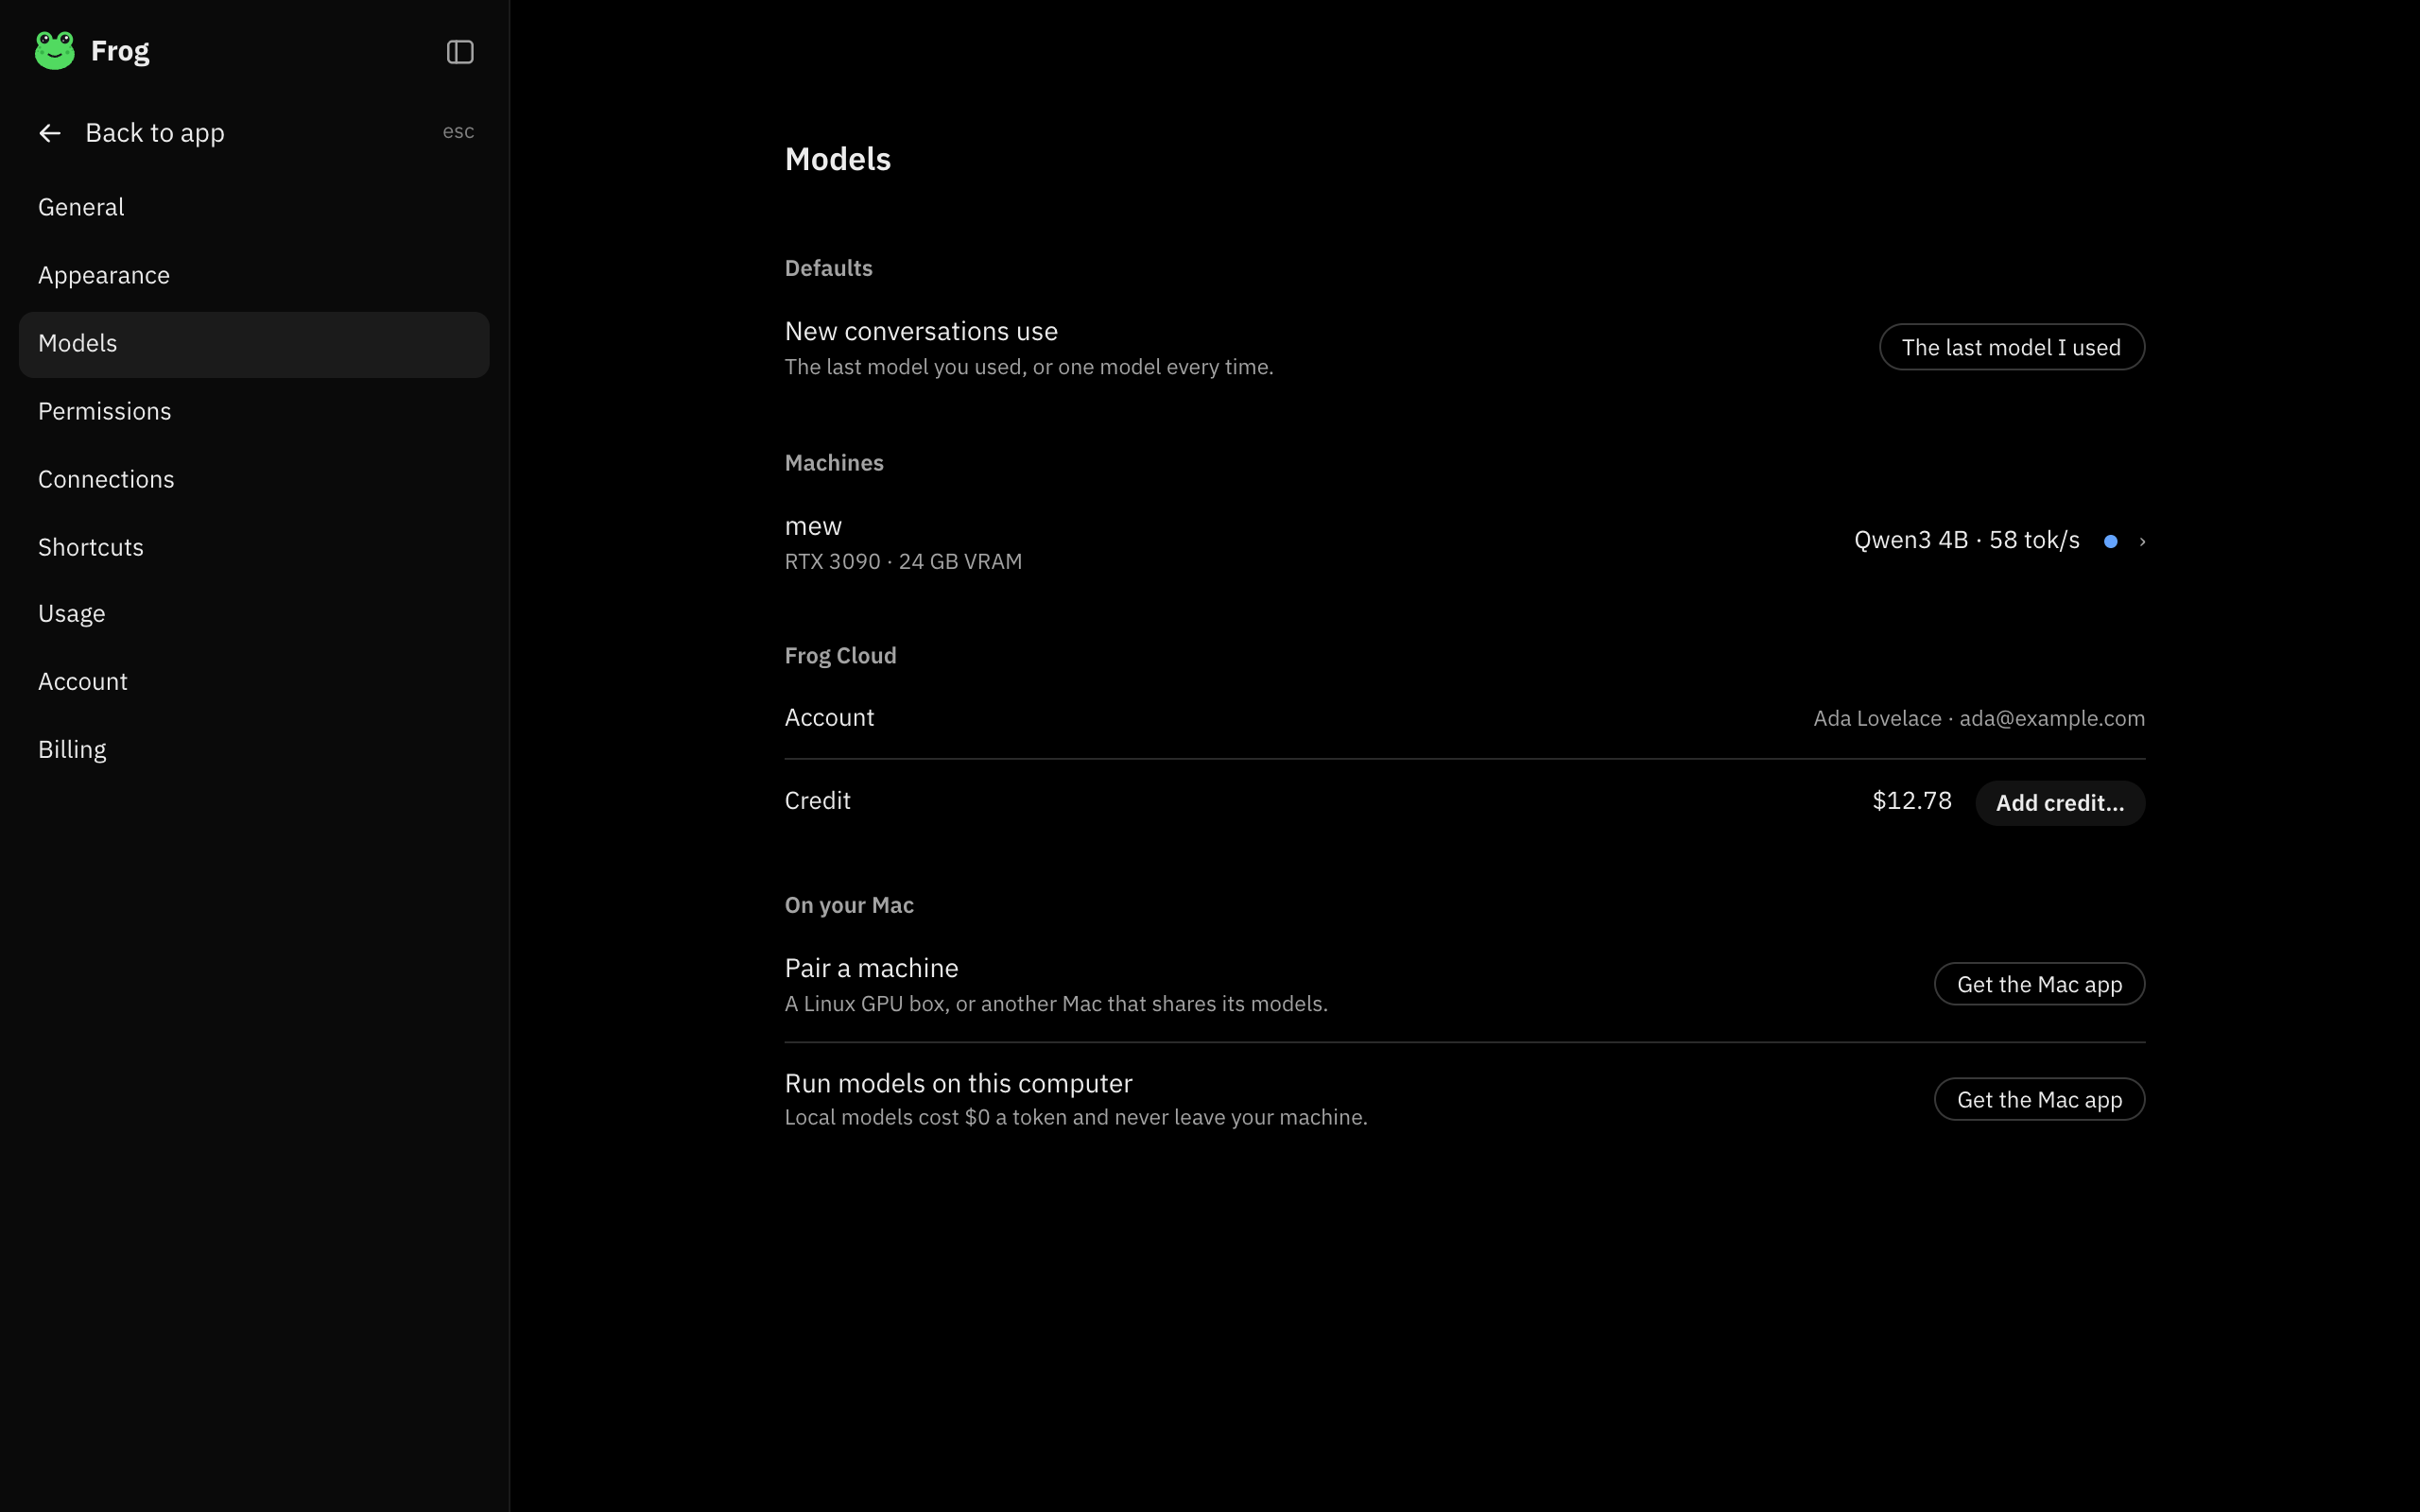 Frog
Back to app
esc
General
Appearance
Models
Permissions
Connections
Shortcuts
Usage
Account
Billing
Models
Defaults
New conversations use
The last model you used, or one model every time.
The last model I used
Machines
mew
RTX 3090 · 24 GB VRAM
Qwen3 4B · 58 tok/s
Frog Cloud
Account
Ada Lovelace · ada@example.com
Credit
$12.78
Add credit...
On your Mac
Pair a machine
A Linux GPU box, or another Mac that shares its models.
Get the Mac app
Run models on this computer
Local models cost $0 a token and never leave your machine.
Get the Mac app